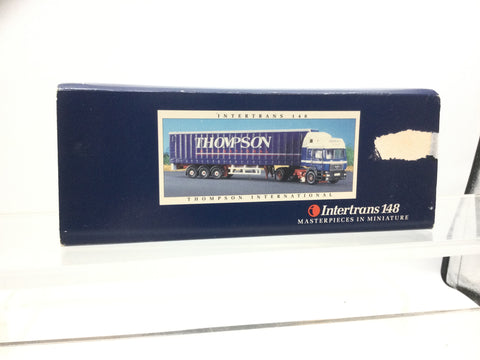 INTERTRANS 148
THOMPSON
THOMPSON INTERNATIONAL
Intertrans 148
MASTERPIECES IN MINIATURE